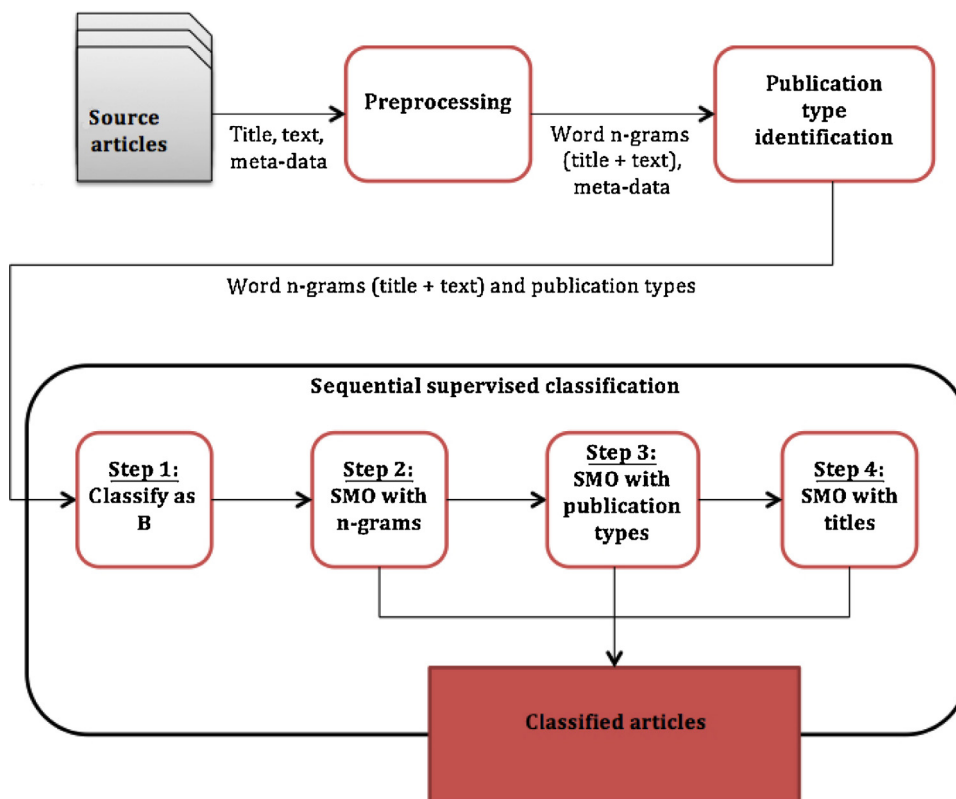 Source
articles
Title, text,
meta-data
Preprocessing
Word n-grams
(title + text),
meta-data
Publication
type
identification
Word n-grams (title + text) and publication types
Sequential supervised classification
Step 1:
Classify as
B
Step 2:
SMO with
n-grams
Step 3:
SMO with
publication
types
Step 4:
SMO with
titles
Classified articles